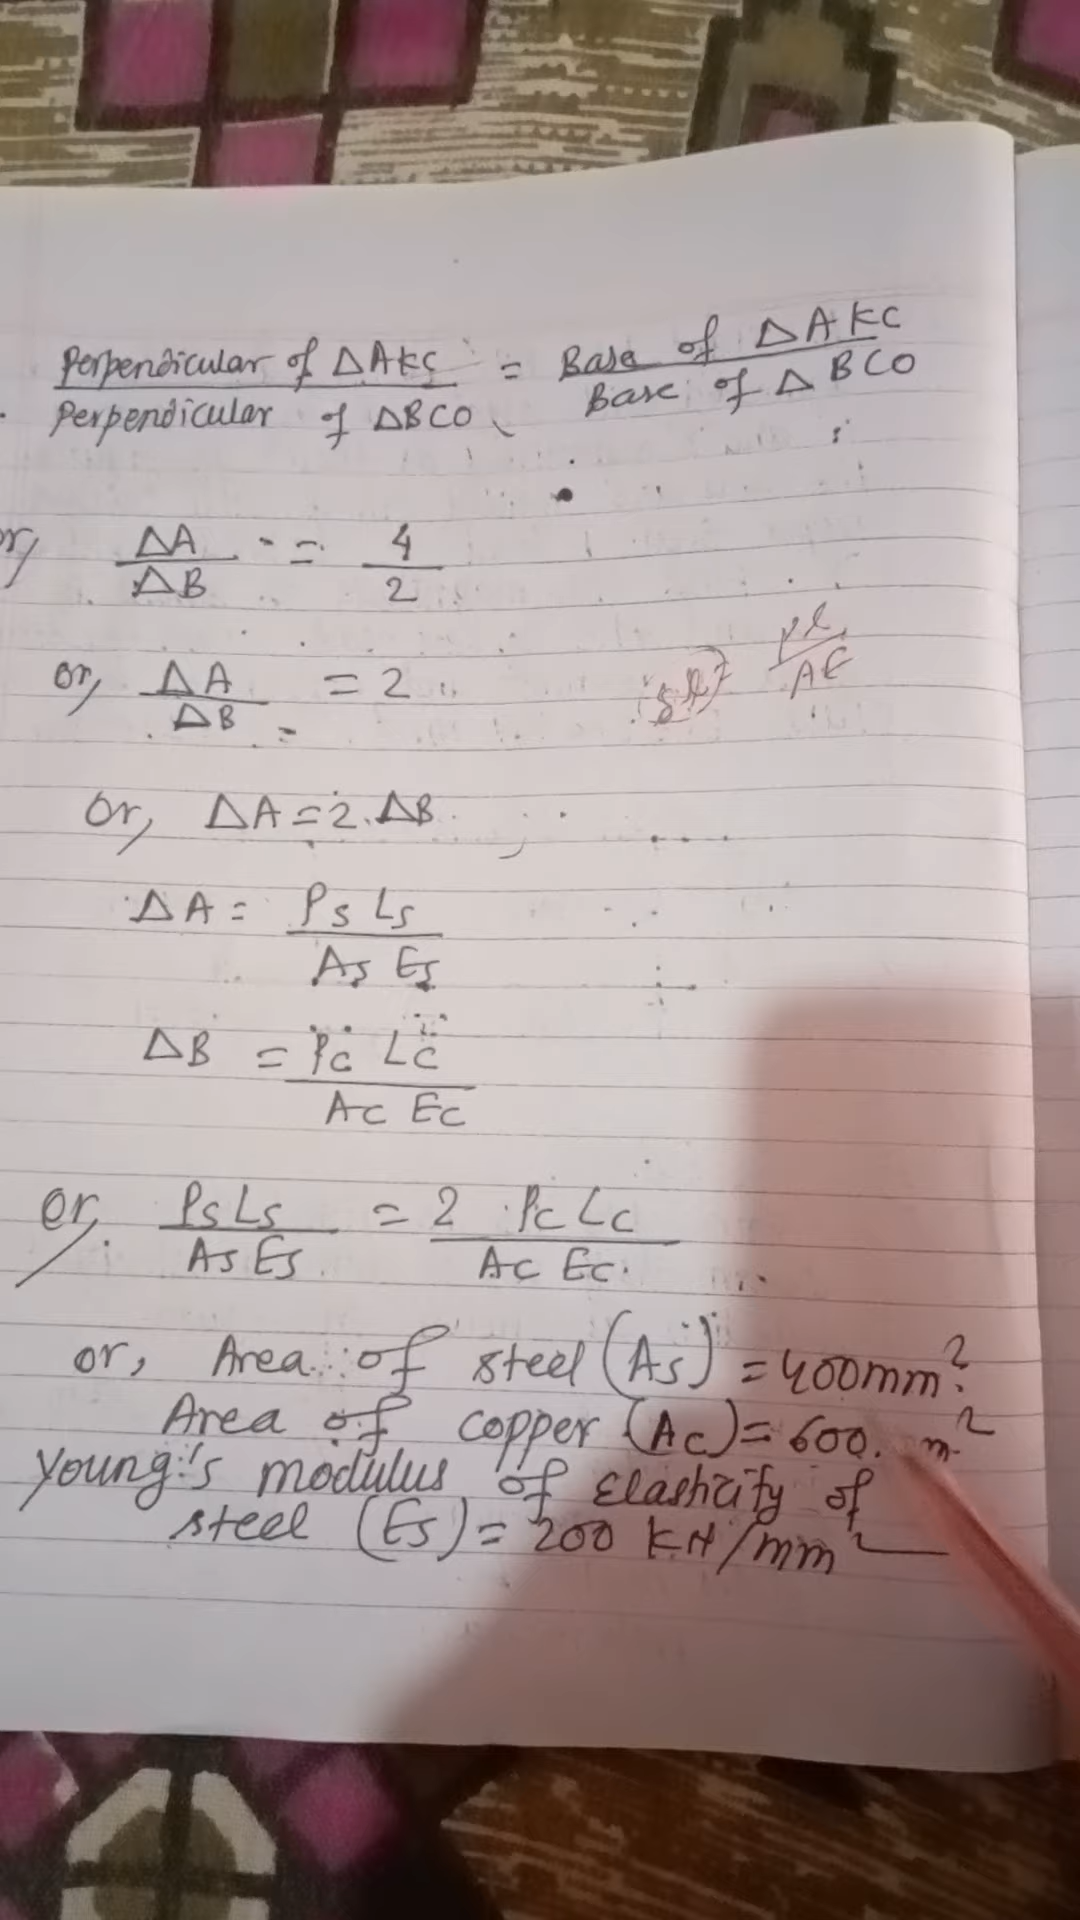 Perpendicular of ΔAKC = Base of ΔAKC
Perpendicular of ΔBCO Base of Δ BCO
or, ΔA = 4
ΔB 2
or, ΔA = 2
ΔB
or, ΔA = 2. ΔB
ΔA = Ps Ls
As Es
ΔB = Pc Lc
Ac Ec
or, Ps Ls = 2 Pc Lc
As Es Ac Ec.
or, Area of steel (As) = 400mm²
Area of copper (Ac) = 600. m²
Young's modulus of Elasticity of
steel (Es) = 200 KN/mm²